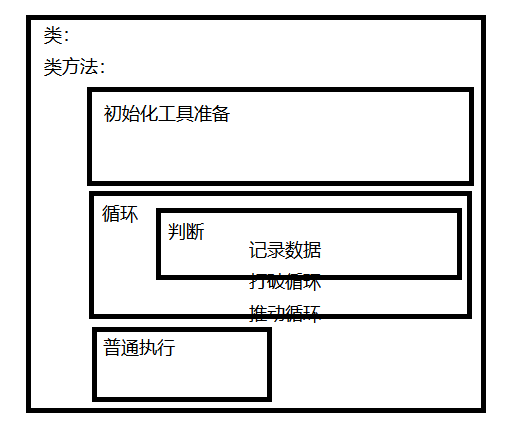 类：
类方法：
初始化工具准备
循环
判断
记录数据
打破循环
推动循环
普通执行